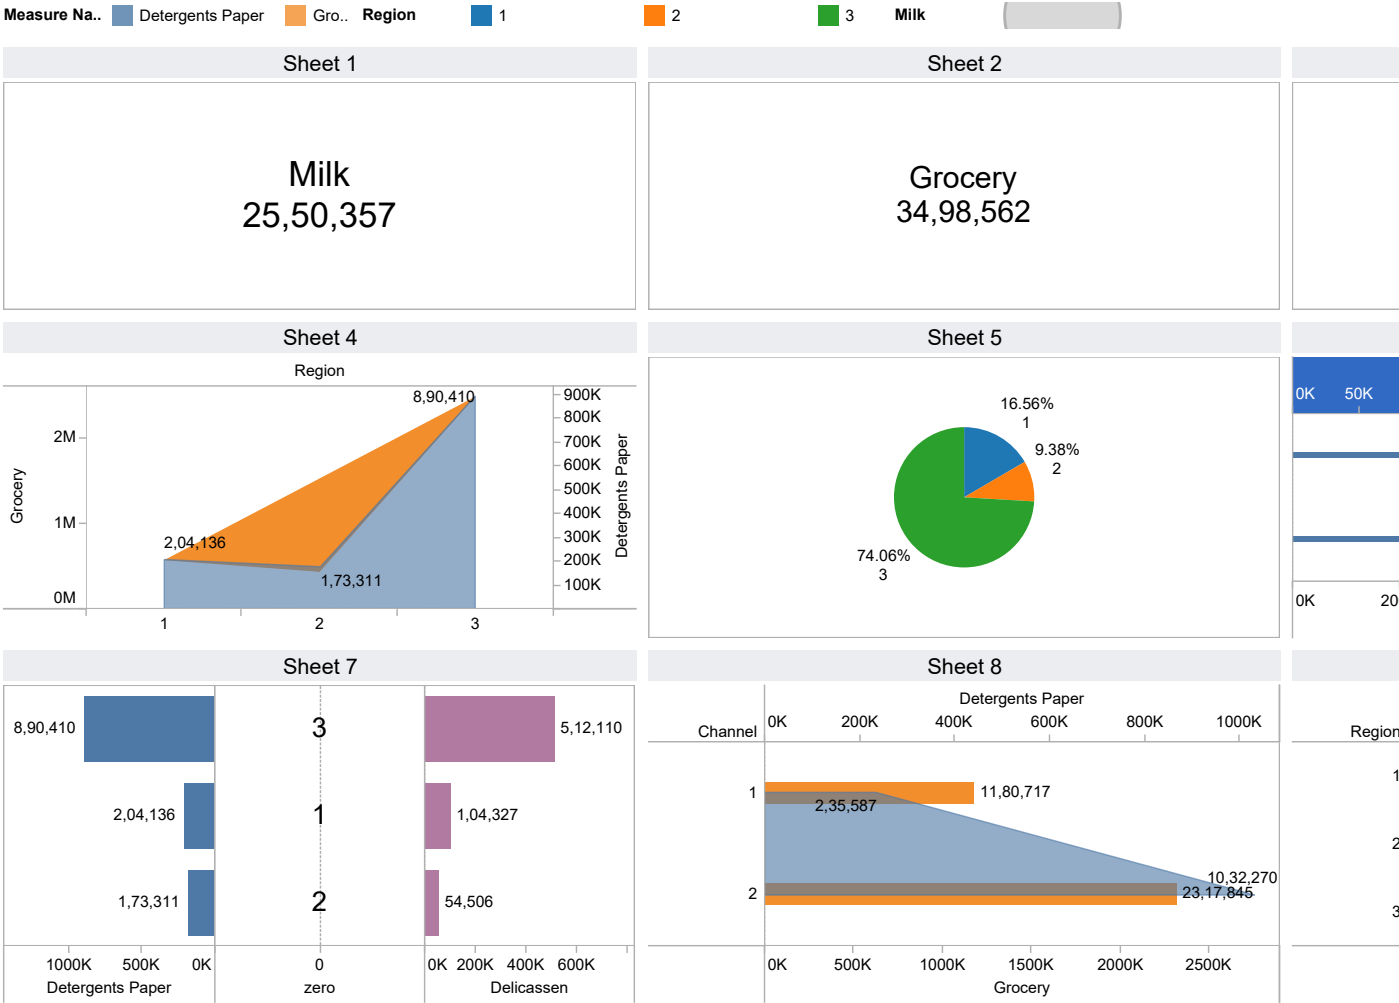 Measure Na.. Detergents Paper Gro.. Region 1 2 3 Milk
Sheet 1
Milk
25,50,357
Sheet 2
Grocery
34,98,562
Sheet 4
Region
Grocery
2M
1M
0M
8,90,410
2,04,136
1,73,311
900K
800K
700K
600K
500K
400K
300K
200K
100K
Detergents Paper
1 2 3
Sheet 5
16.56%
1
9.38%
2
74.06%
3
0K 50K
0K 20
Sheet 7
8,90,410 3 5,12,110
2,04,136 1 1,04,327
1,73,311 2 54,506
1000K 500K 0K 0 0K 200K 400K 600K
Detergents Paper zero Delicassen
Sheet 8
Detergents Paper
Channel 0K 200K 400K 600K 800K 1000K
1 11,80,717
2,35,587
10,32,270
2 23,17,845
0K 500K 1000K 1500K 2000K 2500K
Grocery
Region
1
2
3